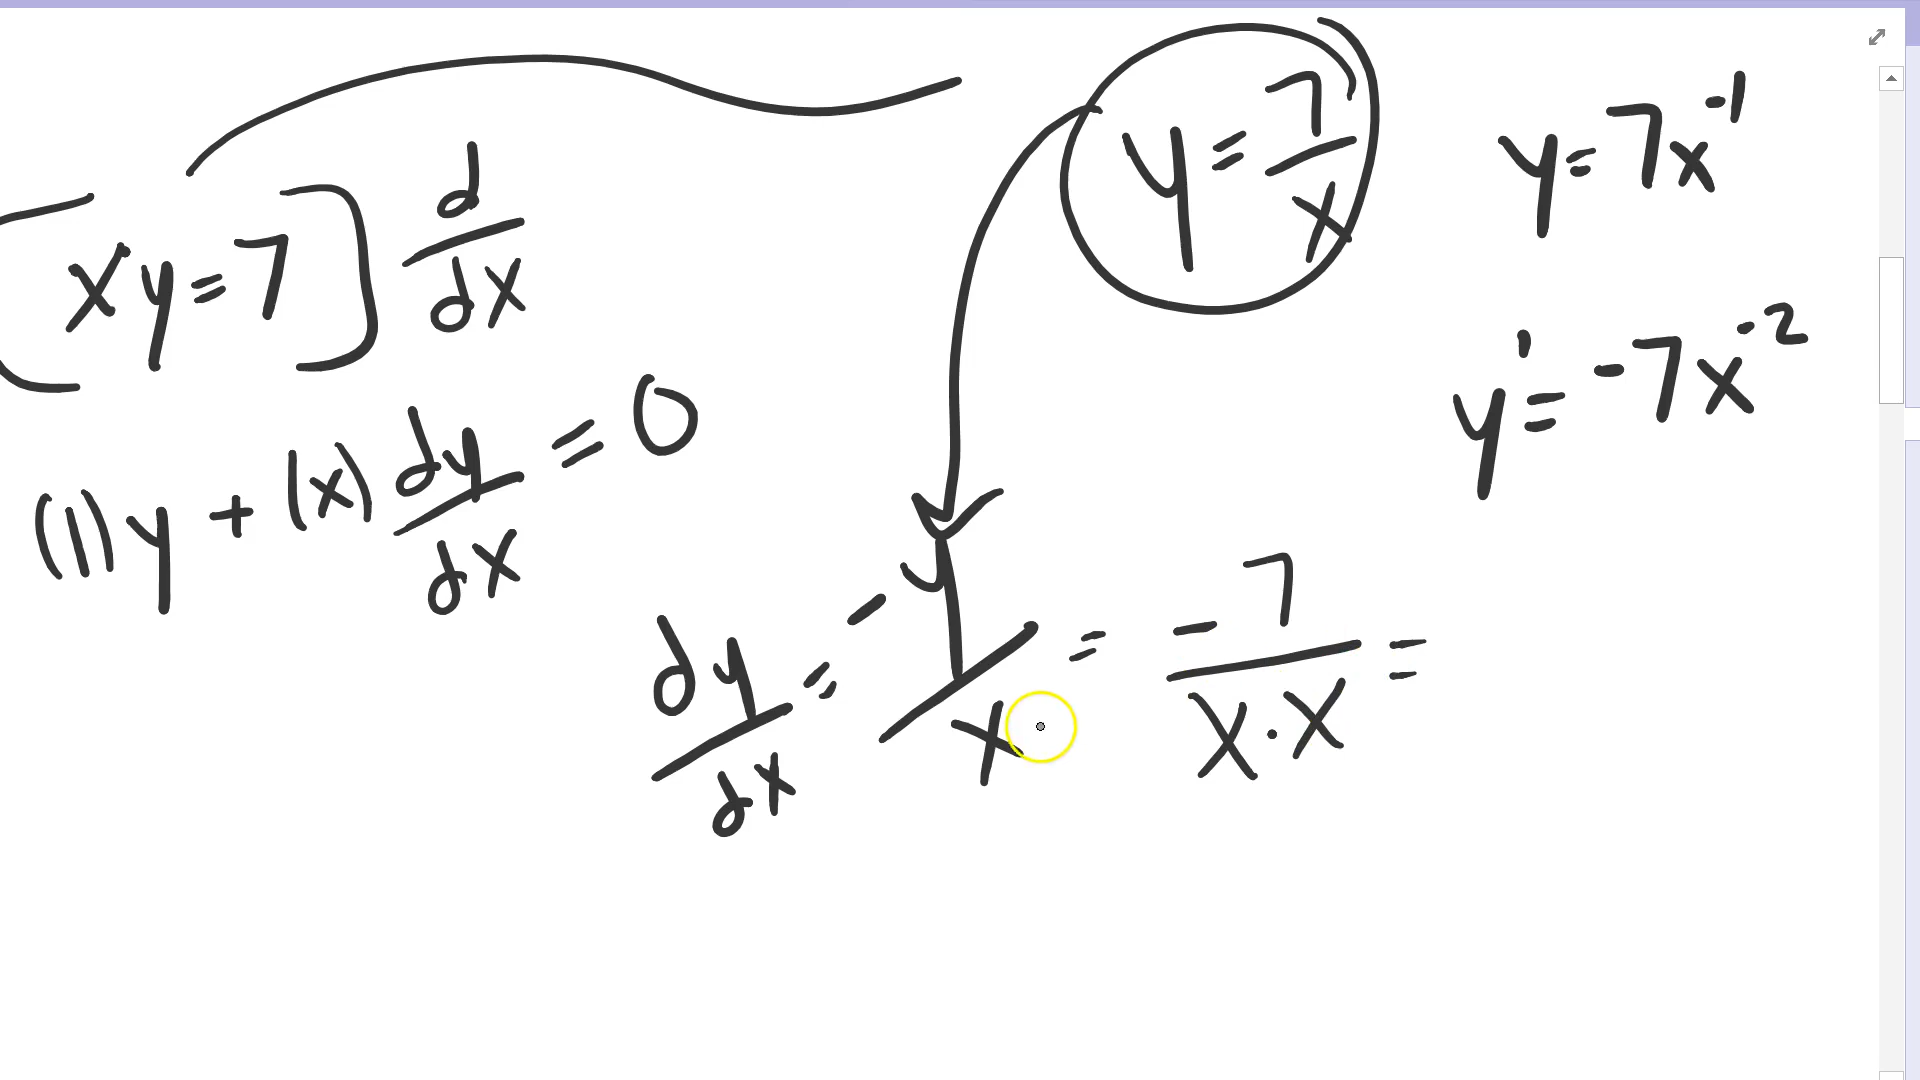 [xy=7] d/dx
y=7/x
y=7x^-1
y'=-7x^-2
(1)y + (x) dy/dx = 0
dy/dx = -y/x = -7/x·x =